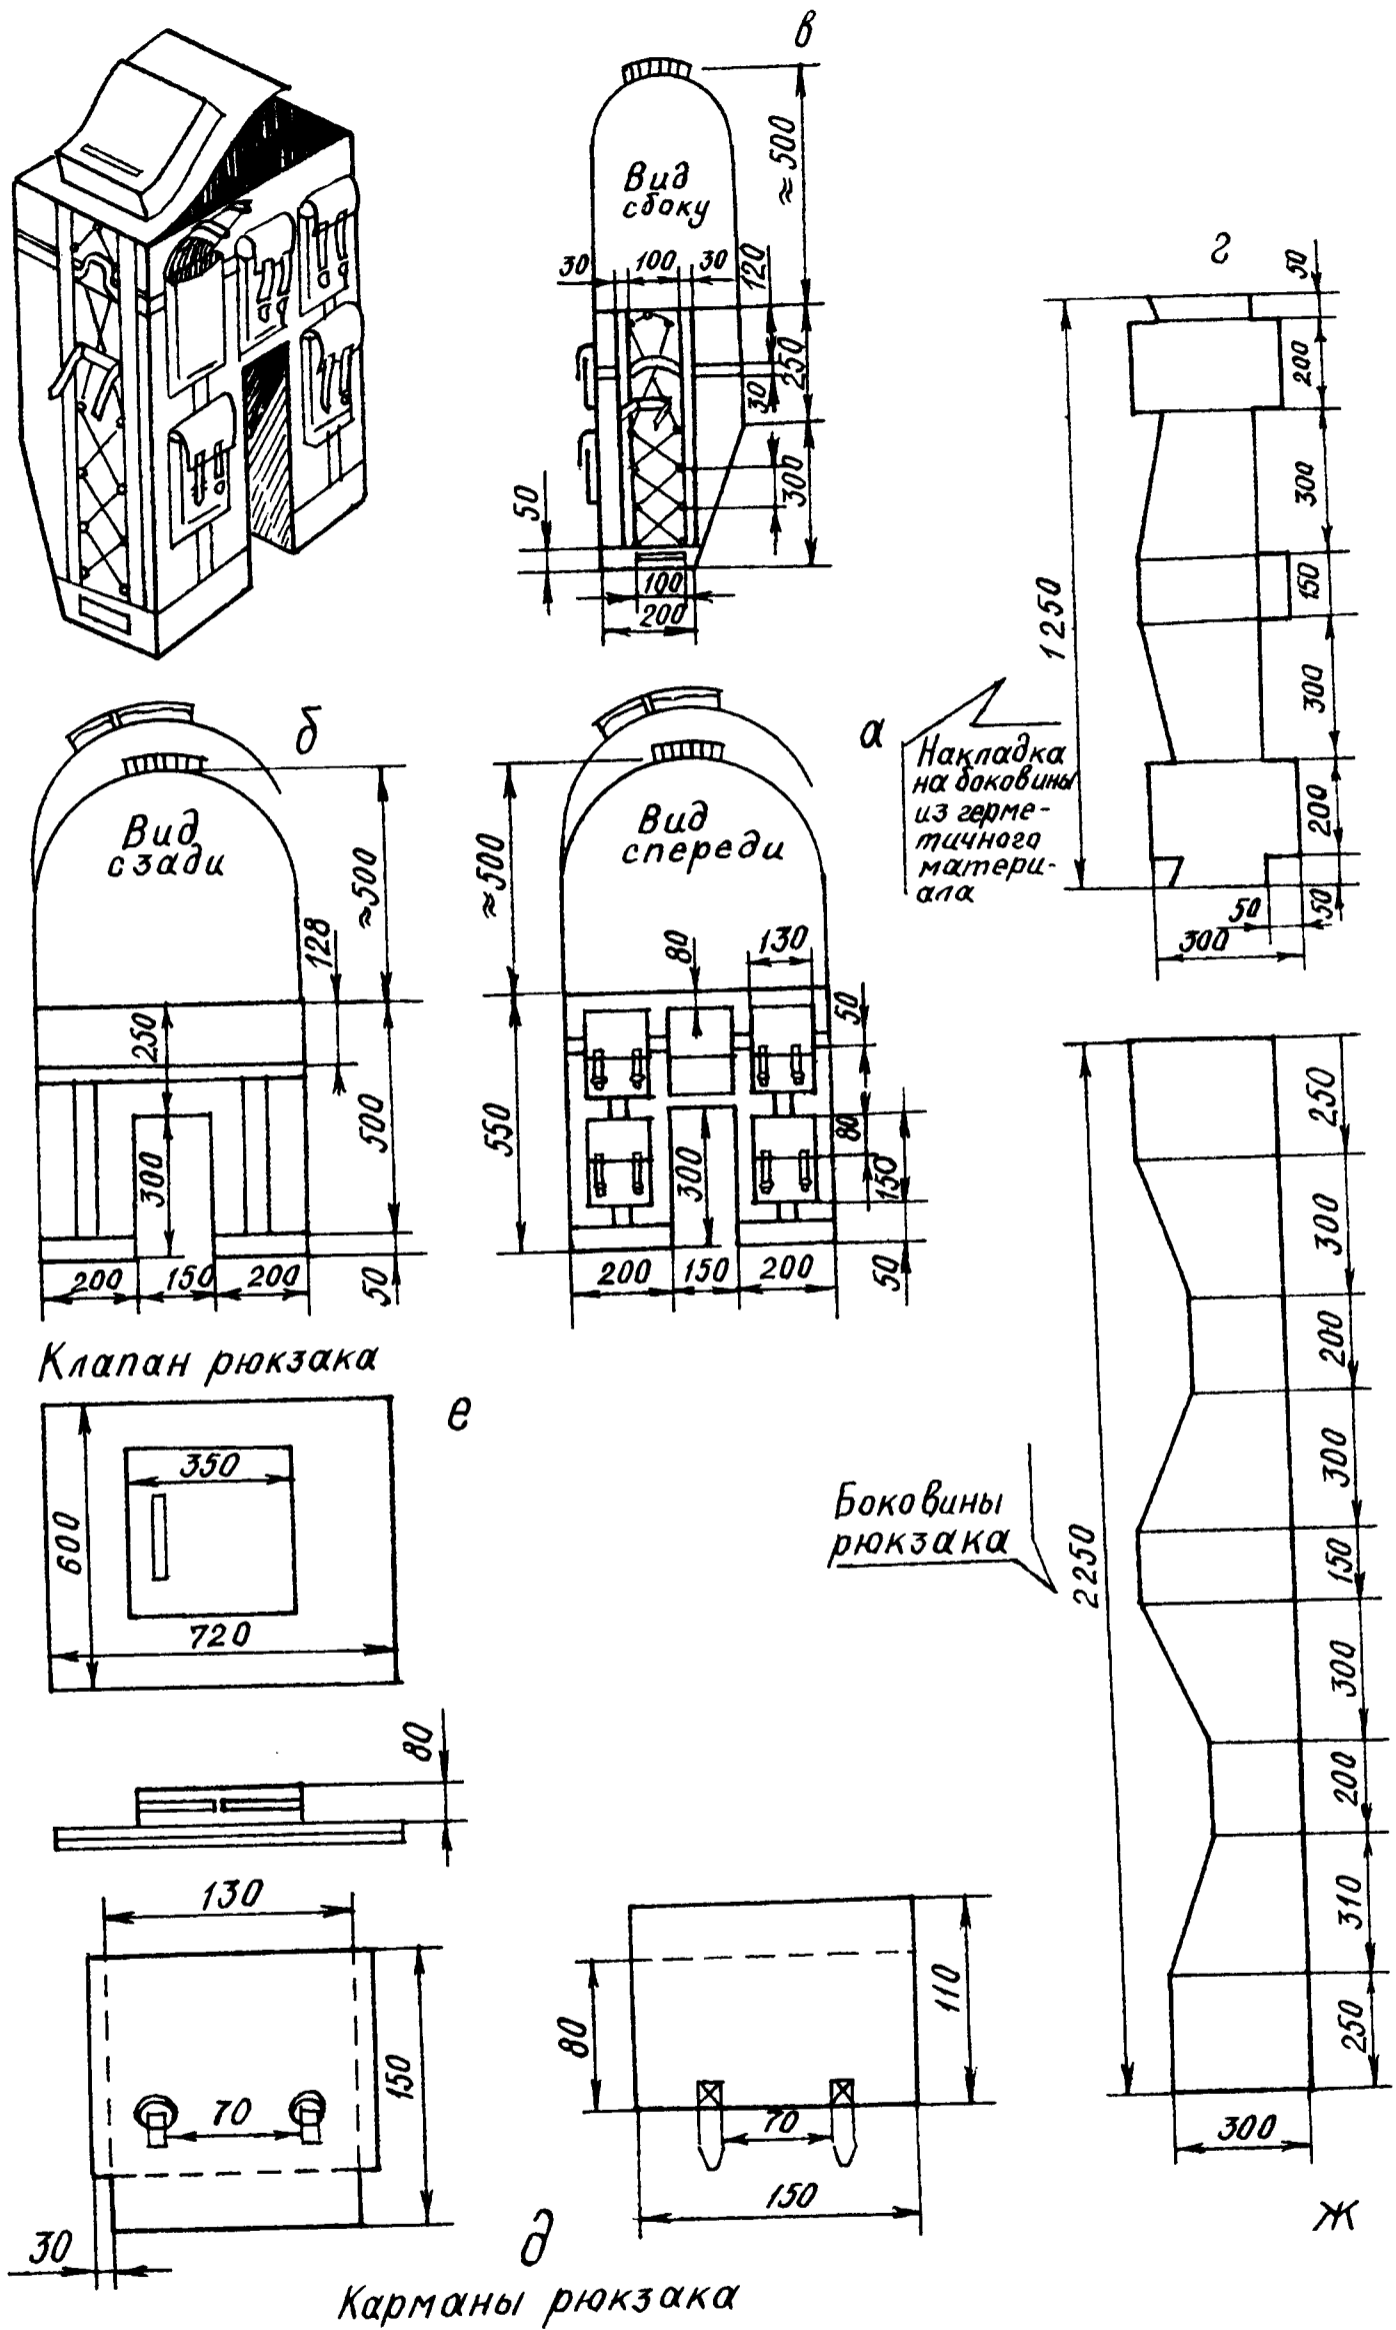 в
≈500
Вид
сбоку
30
100
30
120
250
30
300
50
100
200
г
50
200
300
150
1250
300
200
50
50
300
а
Накладка
на боковины
из герме-
тичного
матери-
ала
б
Вид
сзади
≈500
128
250
500
300
200
150
200
50
Вид
спереди
≈500
80
130
50
550
300
80
150
200
150
200
50
Клапан рюкзака
е
350
600
720
80
Боковины
рюкзака
2250
250
300
200
300
150
300
200
310
250
300
ж
130
150
70
30
110
80
70
150
д
Карманы рюкзака